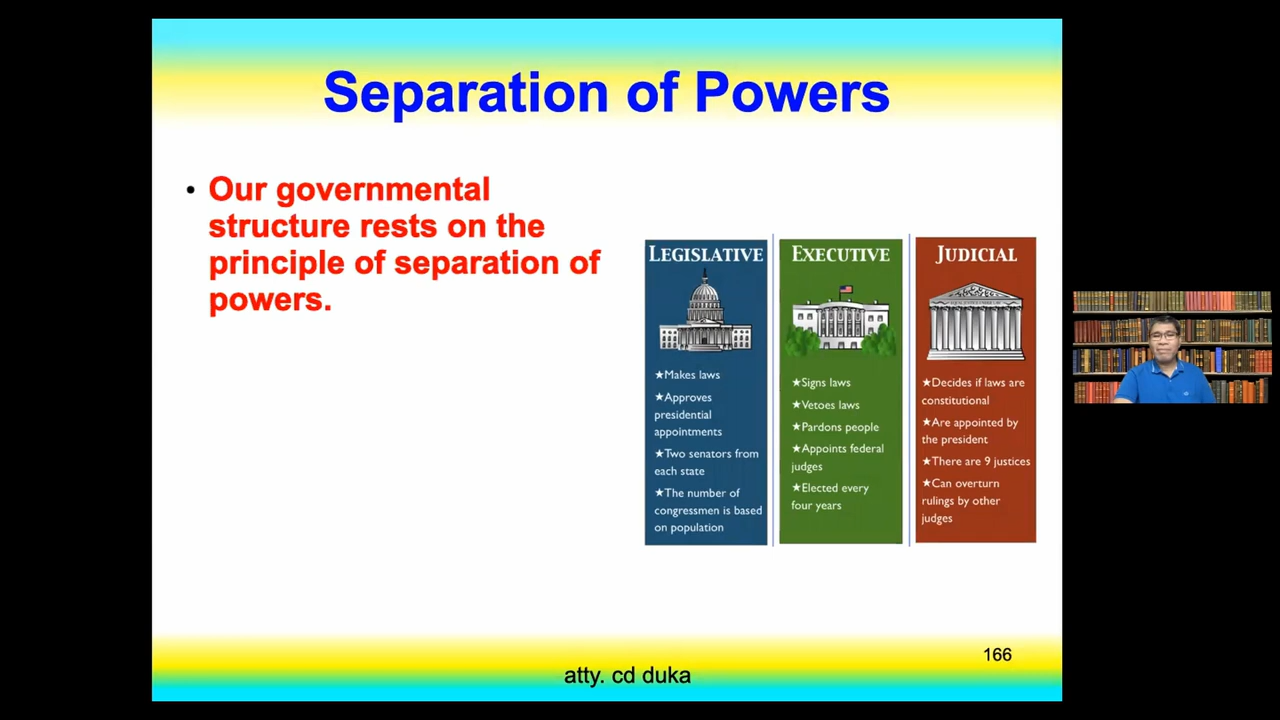 Separation of Powers
• Our governmental
structure rests on the
principle of separation of
powers.
LEGISLATIVE
★Makes laws
★Approves
presidential
appointments
★Two senators from
each state
★The number of
congressmen is based
on population
EXECUTIVE
★Signs laws
★Vetoes laws
★Pardons people
★Appoints federal
judges
★Elected every
four years
JUDICIAL
★Decides if laws are
constitutional
★Are appointed by
the president
★There are 9 justices
★Can overturn
rulings by other
judges
166
atty. cd duka